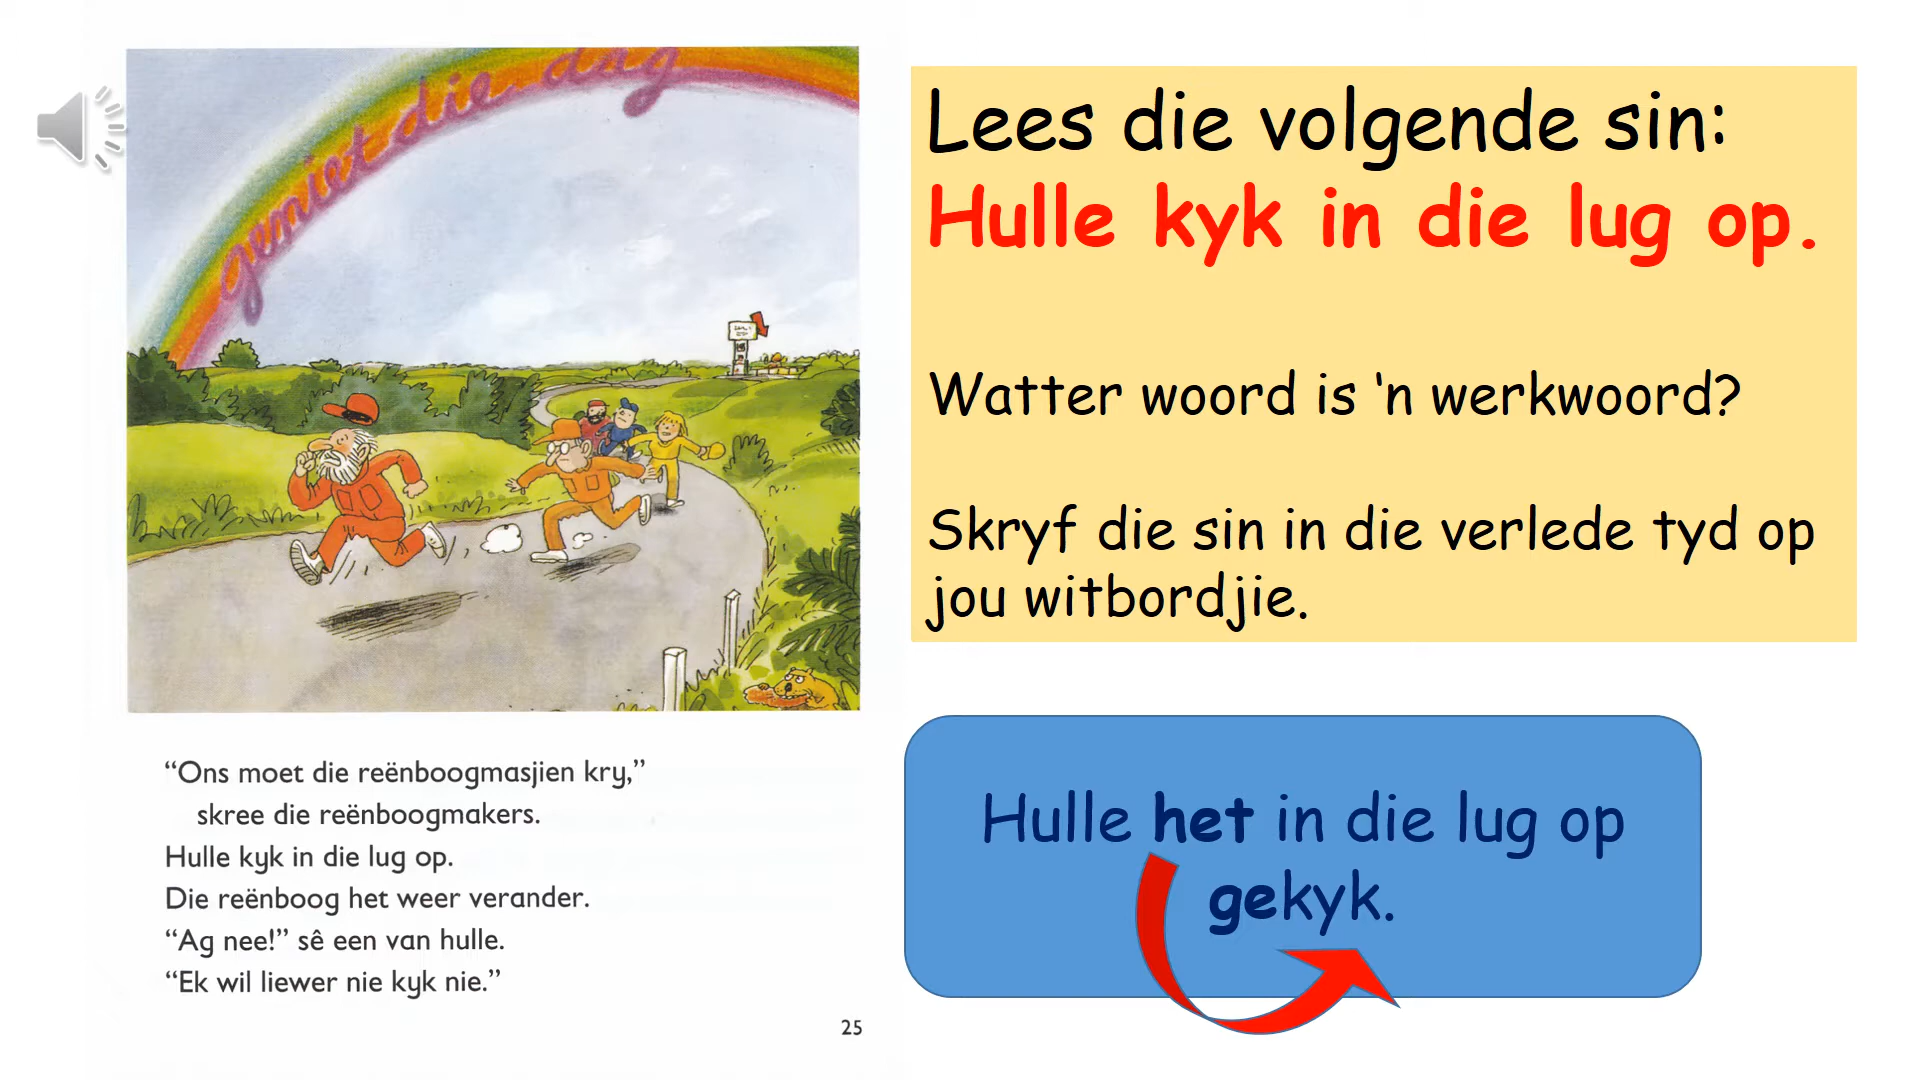 geniet die dag
“Ons moet die reënboogmasjien kry,”
skree die reënboogmakers.
Hulle kyk in die lug op.
Die reënboog het weer verander.
“Ag nee!” sê een van hulle.
“Ek wil liewer nie kyk nie.”
25
Lees die volgende sin:
Hulle kyk in die lug op.
Watter woord is ‘n werkwoord?
Skryf die sin in die verlede tyd op
jou witbordjie.
Hulle het in die lug op
gekyk.